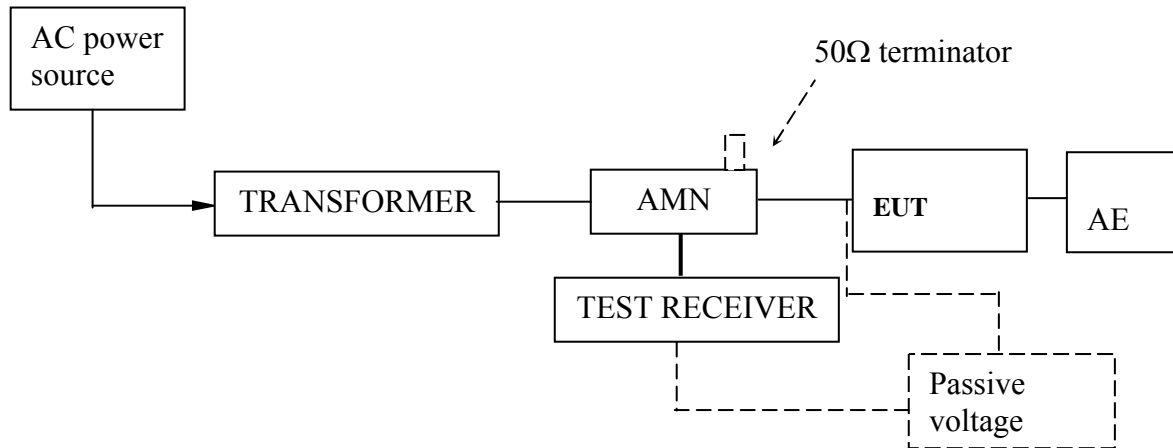 AC power
source
50Ω terminator
TRANSFORMER
AMN
EUT
AE
TEST RECEIVER
Passive
voltage